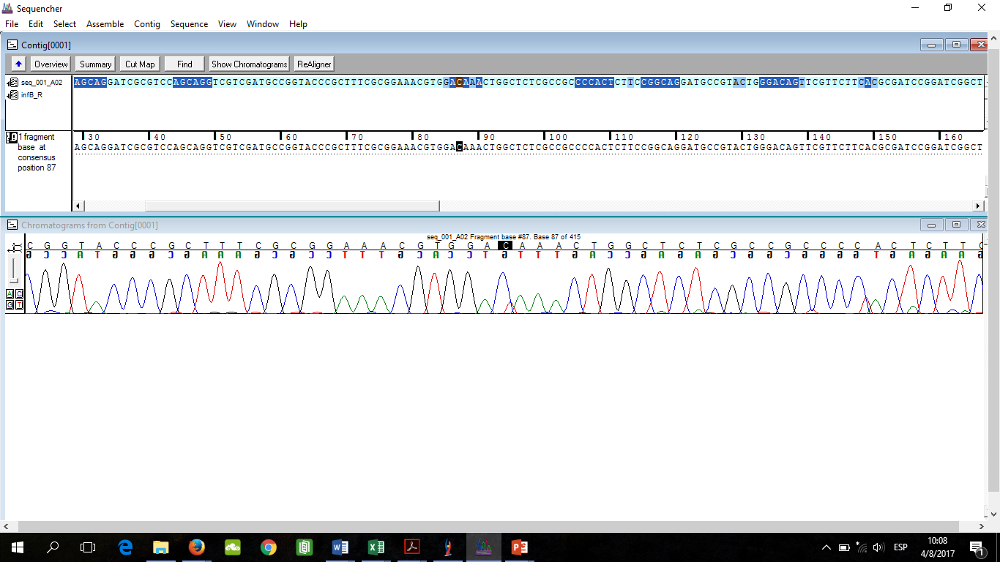 Sequencher
File Edit Select Assemble Contig Sequence View Window Help
Contig[0001]
Overview Summary Cut Map Find Show Chromatograms ReAligner
seq_001_A02 AGCAGGATCGCGTCCAGCAGGTCGTCGATGCCGGTACCCGCTTTCGCGGAAACGTGGACAAACTGGCTCTCGCCGCCCCACTCTTCCGGCAGGATGCCGTACTGGGACAGTTCGTTCTTCACGCGATCCGGATCGGCT
infB_R
1 fragment
base at
consensus
position 87
30 40 50 60 70 80 90 100 110 120 130 140 150 160
AGCAGGATCGCGTCCAGCAGGTCGTCGATGCCGGTACCCGCTTTCGCGGAAACGTGGACAAACTGGCTCTCGCCGCCCCACTCTTCCGGCAGGATGCCGTACTGGGACAGTTCGTTCTTCACGCGATCCGGATCGGCT
Chromatograms from Contig[0001]
seq_001_A02 Fragment base #87. Base 87 of 415
C G G T A C C C G C T T T C G C G G A A A C G T G G A C A A A C T G G C T C T C G C C G C C C C A C T C T T C
G C C A T G G G C G A A A G C G C C T T T G C A C C T G T T T G A C C G A G A G C G G C G G G G T G A G A A G
A C
G T
ESP
10:08
4/8/2017
1